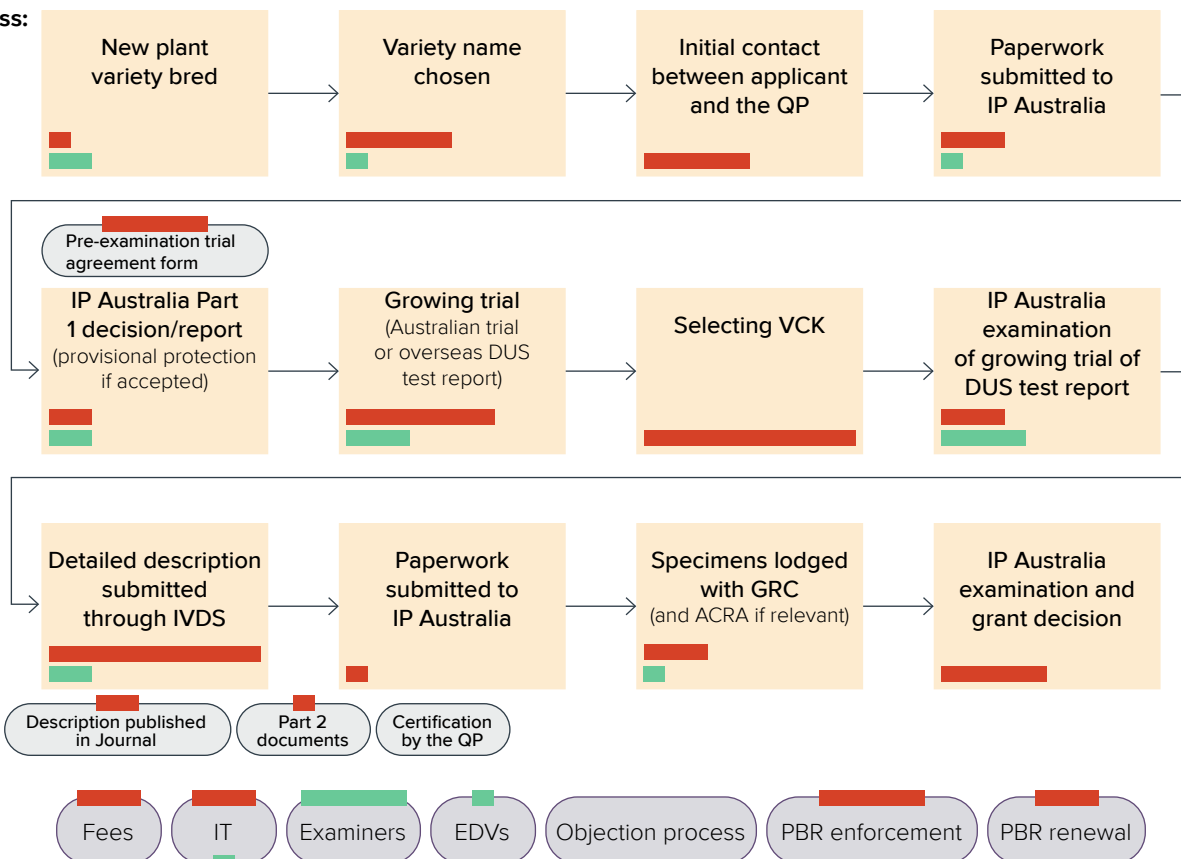 ss:
New plant
variety bred
Variety name
chosen
Initial contact
between applicant
and the QP
Paperwork
submitted to
IP Australia
Pre-examination trial
agreement form
IP Australia Part
1 decision/report
(provisional protection
if accepted)
Growing trial
(Australian trial
or overseas DUS
test report)
Selecting VCK
IP Australia
examination
of growing trial of
DUS test report
Detailed description
submitted
through IVDS
Paperwork
submitted to
IP Australia
Specimens lodged
with GRC
(and ACRA if relevant)
IP Australia
examination and
grant decision
Description published
in Journal
Part 2
documents
Certification
by the QP
Fees
IT
Examiners
EDVs
Objection process
PBR enforcement
PBR renewal